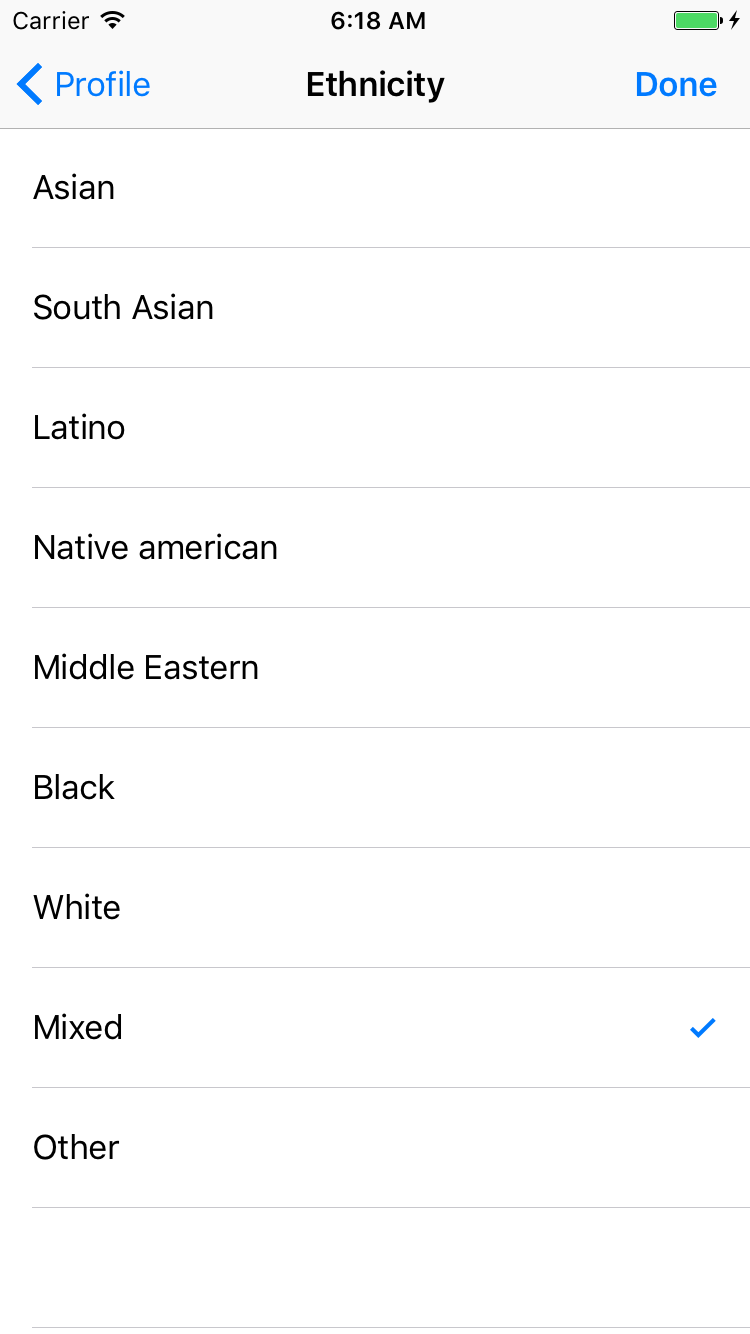 Carrier 6:18 AM
Profile Ethnicity Done
Asian
South Asian
Latino
Native american
Middle Eastern
Black
White
Mixed
Other